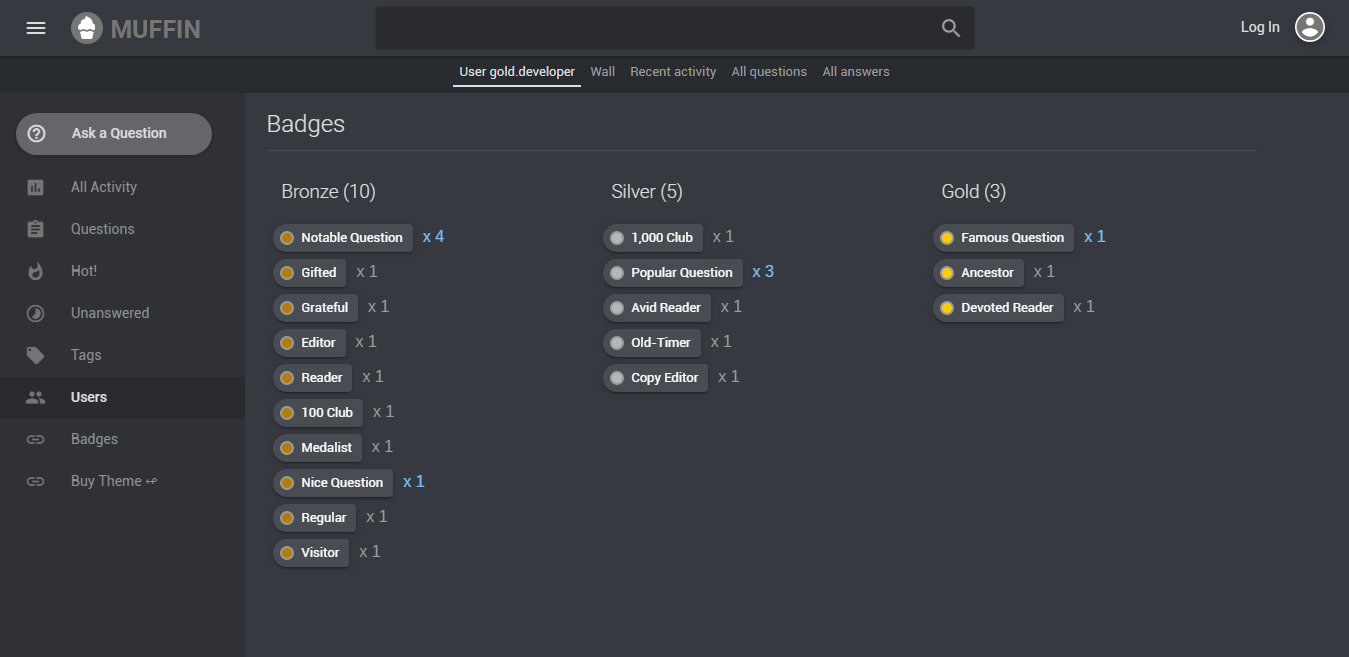 MUFFIN
Log In
User gold.developer Wall Recent activity All questions All answers
Ask a Question
All Activity
Questions
Hot!
Unanswered
Tags
Users
Badges
Buy Theme ↫
Badges
Bronze (10)
Notable Question x 4
Gifted x 1
Grateful x 1
Editor x 1
Reader x 1
100 Club x 1
Medalist x 1
Nice Question x 1
Regular x 1
Visitor x 1
Silver (5)
1,000 Club x 1
Popular Question x 3
Avid Reader x 1
Old-Timer x 1
Copy Editor x 1
Gold (3)
Famous Question x 1
Ancestor x 1
Devoted Reader x 1